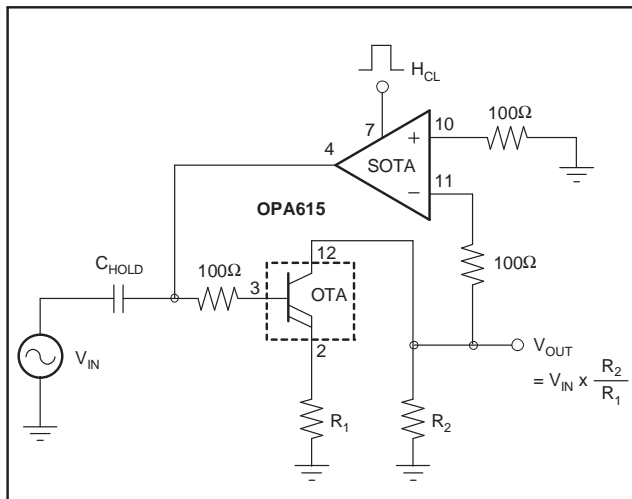 H_CL
100Ω
7
10
4
+
SOTA
11
−
OPA615
C_HOLD
100Ω
12
100Ω
3
OTA
V_IN
2
V_OUT
= V_IN x R_2/R_1
R_1
R_2